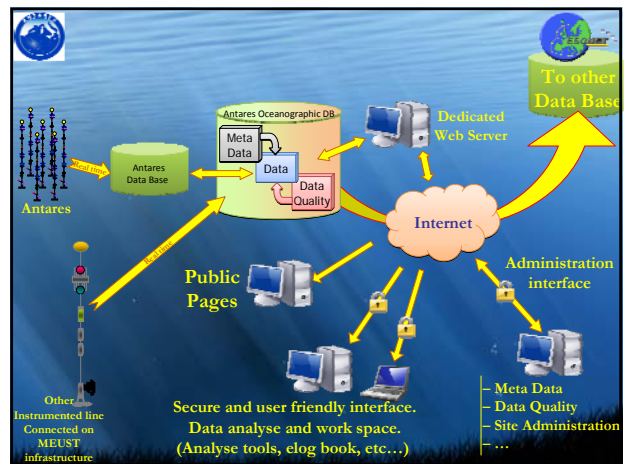 ANTARES
ESONET
To other
Data Base
Antares Oceanographic DB
Meta
Data
Data
Data
Quality
Dedicated
Web Server
Real time
Antares
Data Base
Antares
Internet
Real time
Public
Pages
Administration
interface
Other
Instrumented line
Connected on
MEUST
infrastructure
Secure and user friendly interface.
Data analyse and work space.
(Analyse tools, elog book, etc…)
– Meta Data
– Data Quality
– Site Administration
– …